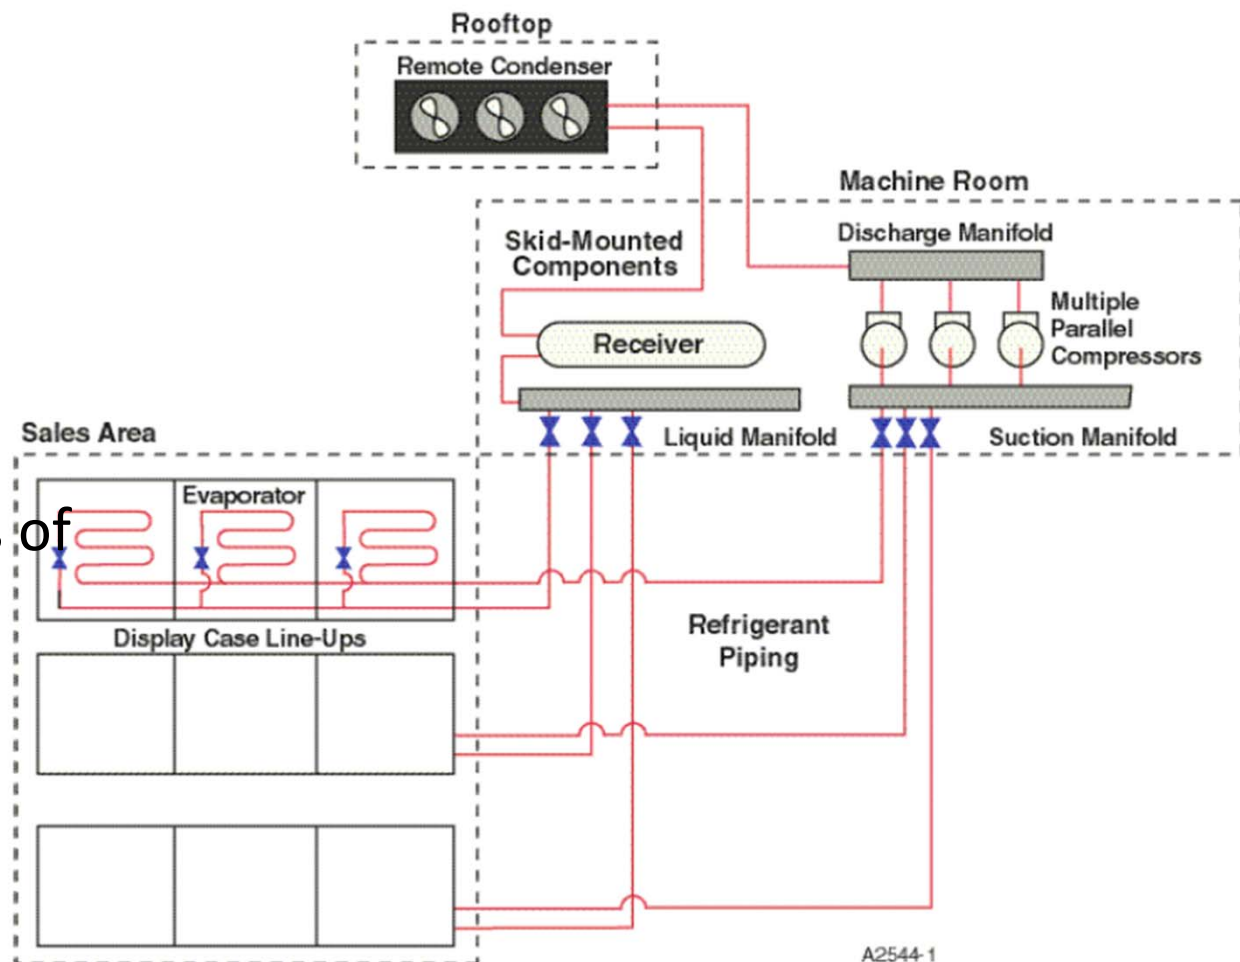 Rooftop
Remote Condenser
Machine Room
Skid-Mounted
Components
Discharge Manifold
Multiple
Parallel
Compressors
Receiver
Liquid Manifold
Suction Manifold
Sales Area
Evaporator
of
Display Case Line-Ups
Refrigerant
Piping
A2544-1